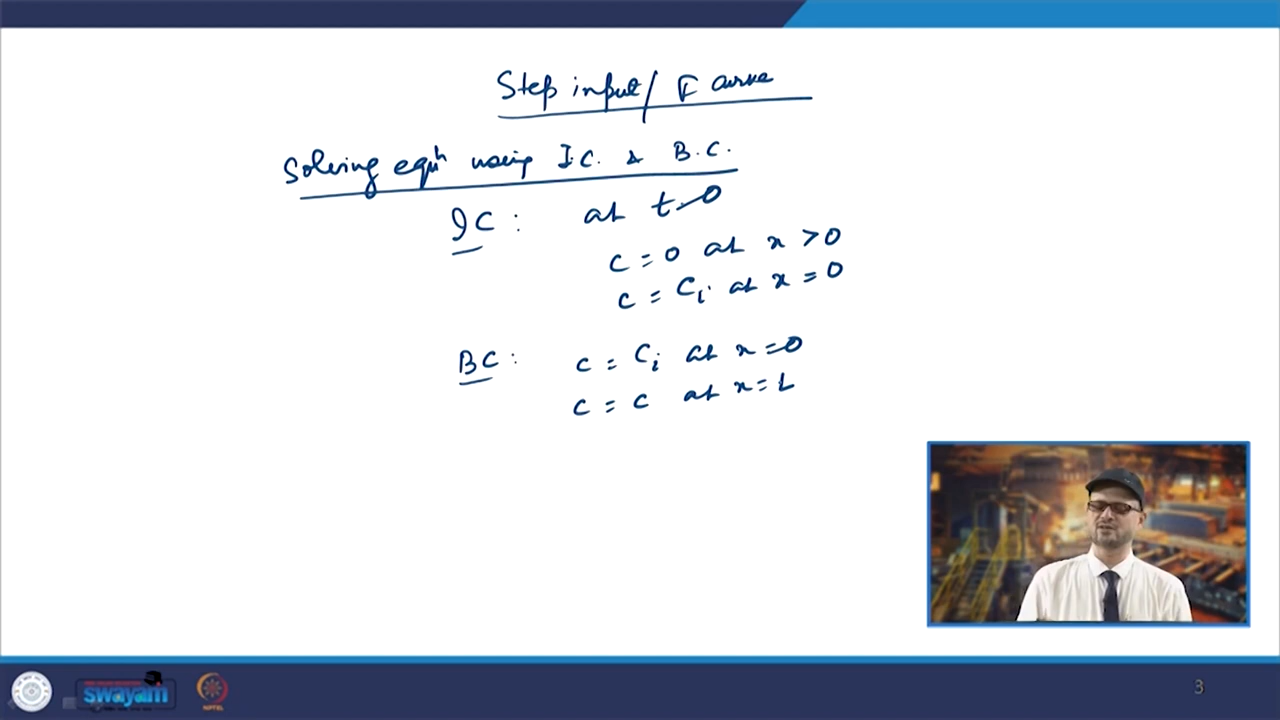 Step input/ F curve
Solving eqn using I.C. & B.C.
IC : at t=0
c = 0 at x >0
c = Ci at x = 0
BC : c = Ci at x =0
c = c at x = L
swayam
NPTEL
3